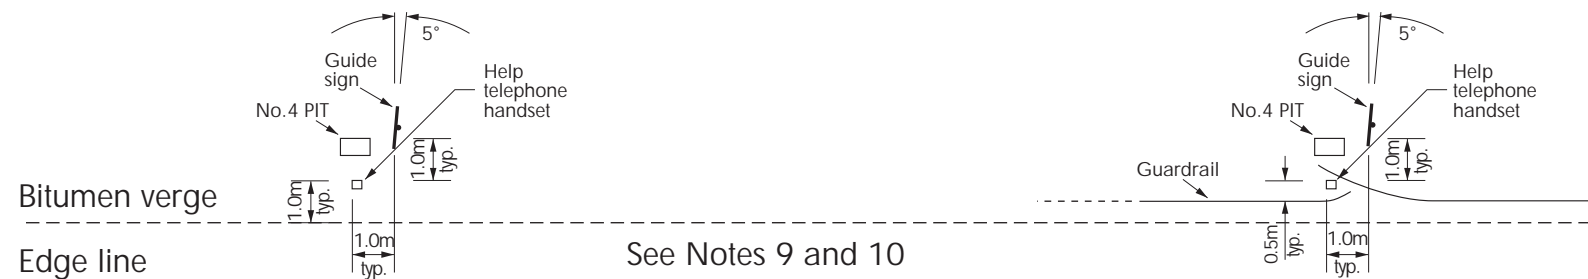 5°
Guide
sign
Help
telephone
handset
No.4 PIT
1.0m
typ.
1.0m
typ.
1.0m
typ.
Bitumen verge
Edge line
See Notes 9 and 10
5°
Guide
sign
Help
telephone
handset
No.4 PIT
1.0m
typ.
Guardrail
0.5m
typ.
1.0m
typ.